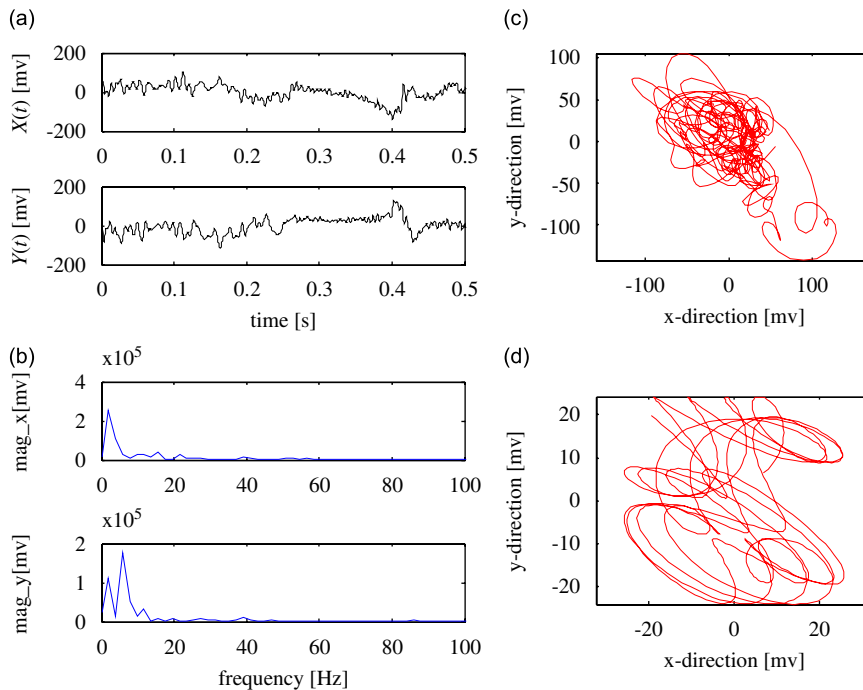 (a)
200
0
-200
X(t) [mv]
0 0.1 0.2 0.3 0.4 0.5
200
0
-200
Y(t) [mv]
0 0.1 0.2 0.3 0.4 0.5
time [s]
(b)
x10^5
4
2
0
mag_x[mv]
0 20 40 60 80 100
x10^5
2
1
0
mag_y[mv]
0 20 40 60 80 100
frequency [Hz]
(c)
100
50
0
-50
-100
y-direction [mv]
-100 0 100
x-direction [mv]
(d)
20
10
0
-10
-20
y-direction [mv]
-20 0 20
x-direction [mv]